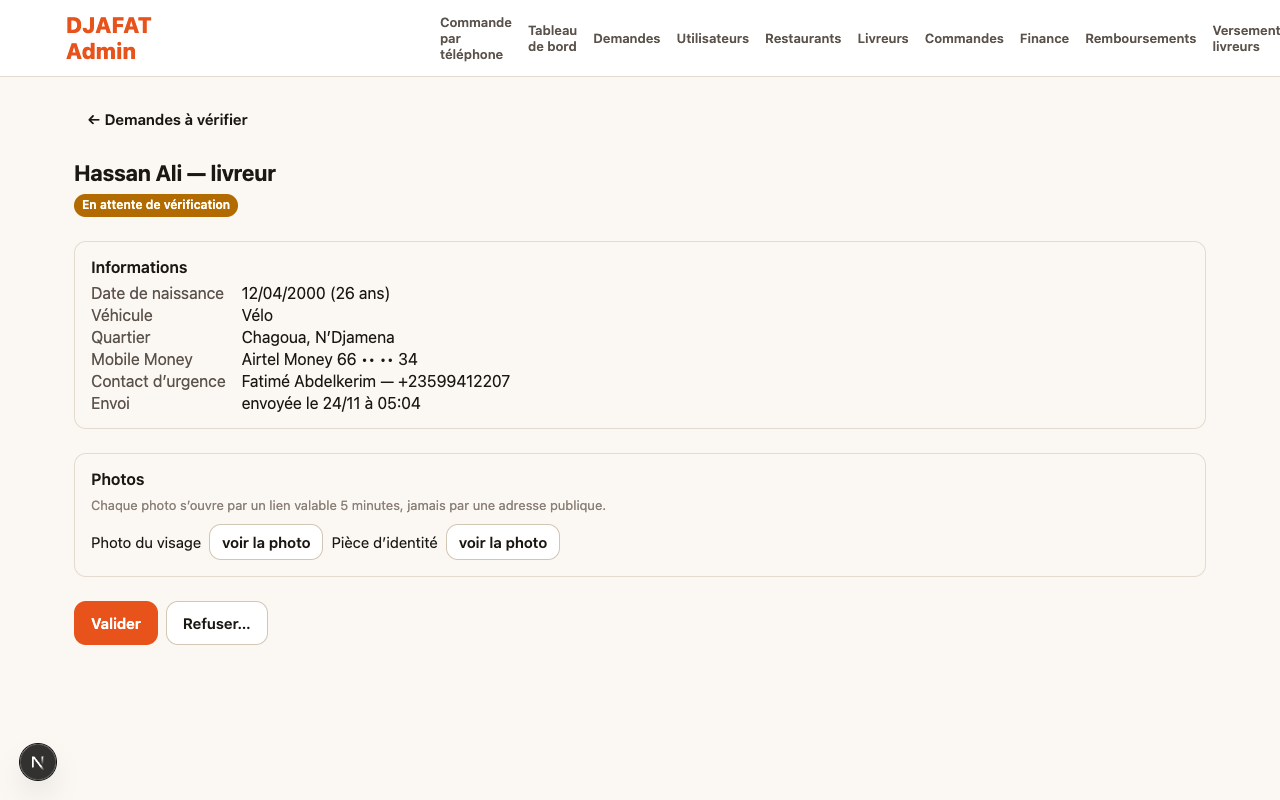 DJAFAT
Admin
Commande
par
téléphone
Tableau
de bord
Demandes
Utilisateurs
Restaurants
Livreurs
Commandes
Finance
Remboursements
Versement
livreurs
← Demandes à vérifier
Hassan Ali — livreur
En attente de vérification
Informations
Date de naissance 12/04/2000 (26 ans)
Véhicule Vélo
Quartier Chagoua, N’Djamena
Mobile Money Airtel Money 66 •• •• 34
Contact d’urgence Fatimé Abdelkerim — +23599412207
Envoi envoyée le 24/11 à 05:04
Photos
Chaque photo s’ouvre par un lien valable 5 minutes, jamais par une adresse publique.
Photo du visage voir la photo Pièce d’identité voir la photo
Valider Refuser...
N